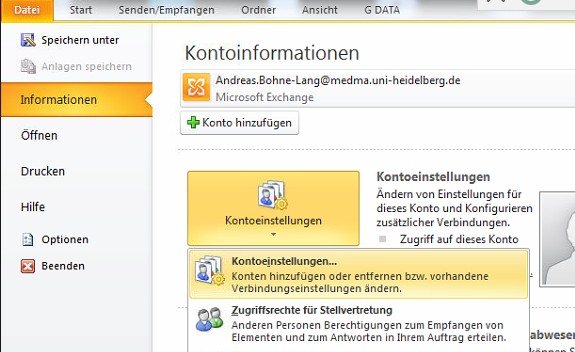 Datei Start Senden/Empfangen Ordner Ansicht G DATA
Speichern unter
Anlagen speichern
Informationen
Öffnen
Drucken
Hilfe
Optionen
Beenden
Kontoinformationen
Andreas.Bohne-Lang@medma.uni-heidelberg.de
Microsoft Exchange
Konto hinzufügen
Kontoeinstellungen
Kontoeinstellungen
Ändern von Einstellungen für
dieses Konto und Konfigurieren
zusätzlicher Verbindungen.
Zugriff auf dieses Konto
Kontoeinstellungen...
Konten hinzufügen oder entfernen bzw. vorhandene
Verbindungseinstellungen ändern.
Zugriffsrechte für Stellvertretung
Anderen Personen Berechtigungen zum Empfangen von
Elementen und zum Antworten in Ihrem Auftrag erteilen.
abwesen